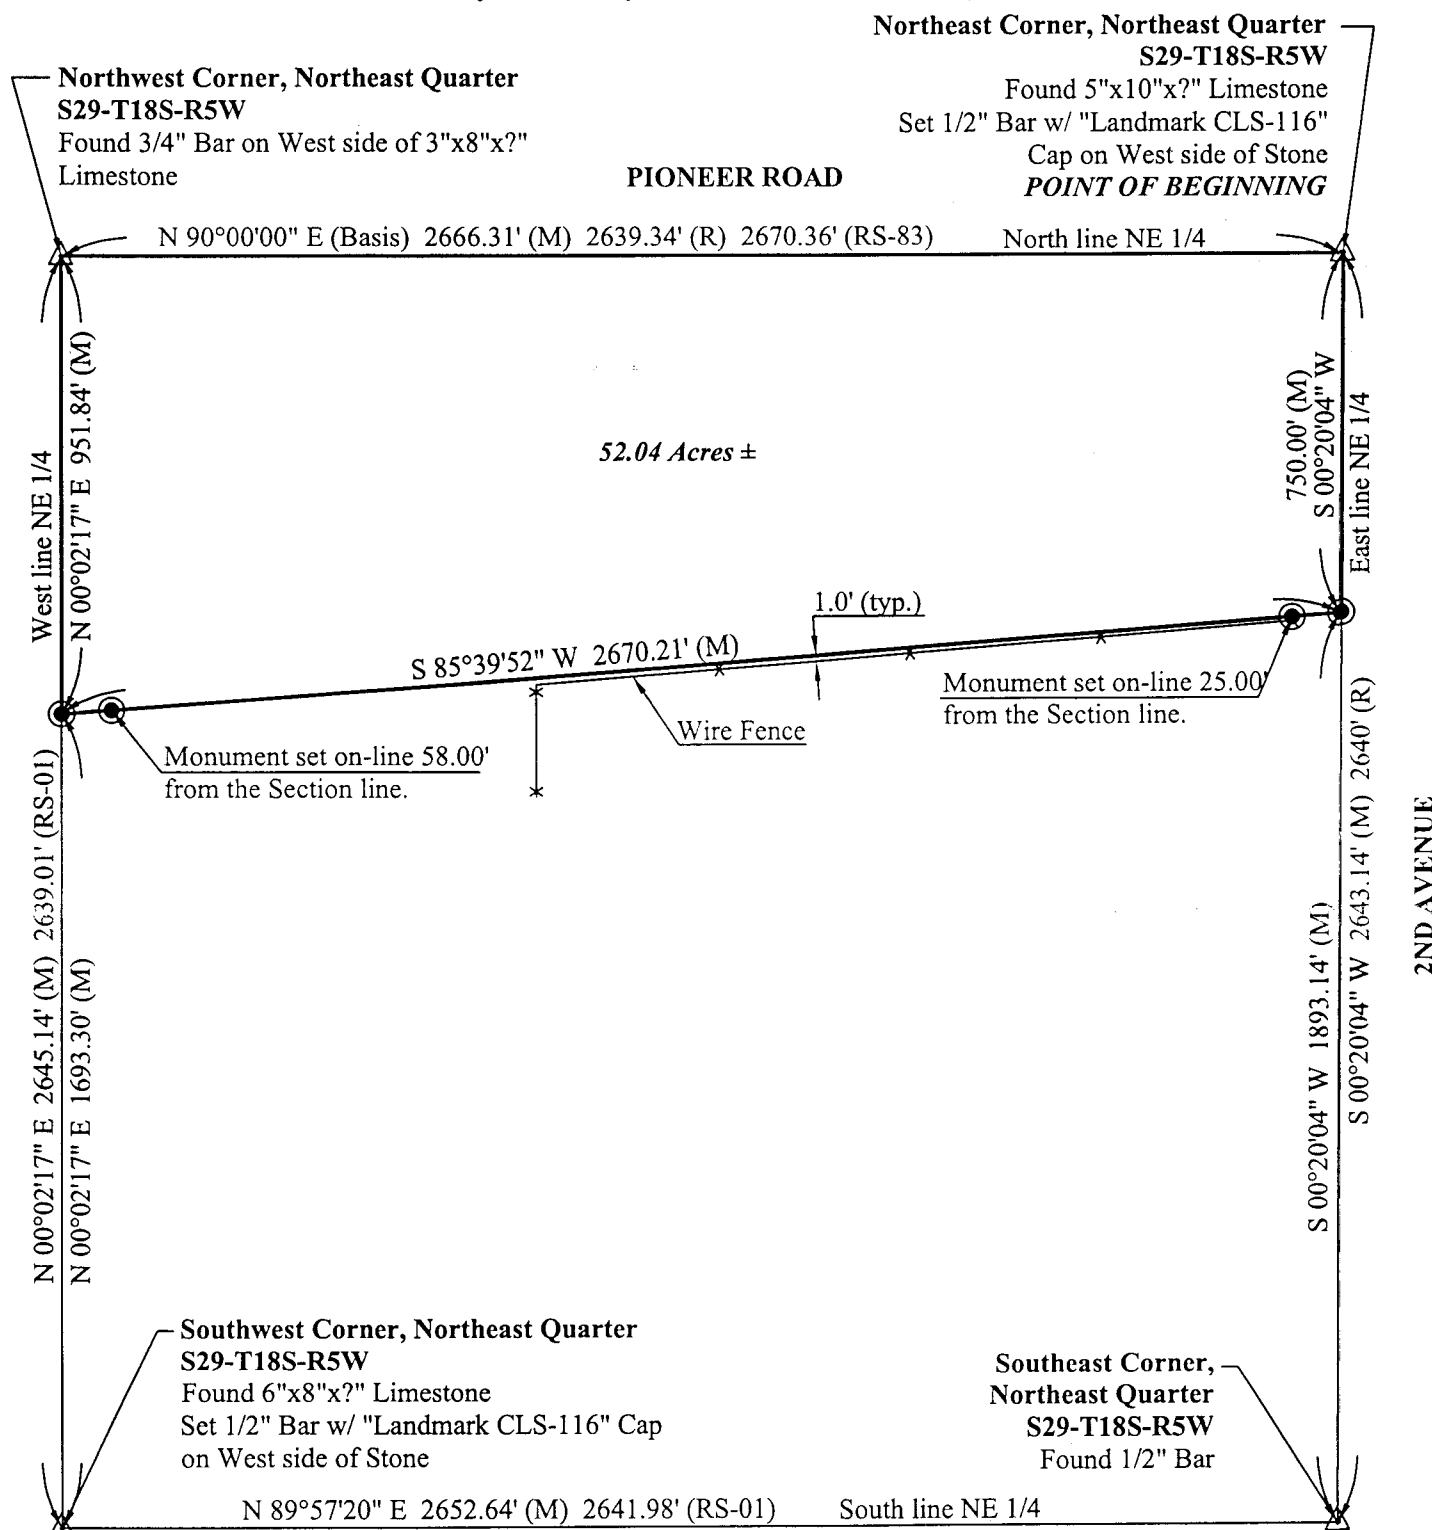 Northeast Corner, Northeast Quarter
S29-T18S-R5W
Found 5"x10"x?" Limestone
Set 1/2" Bar w/ "Landmark CLS-116"
Cap on West side of Stone
POINT OF BEGINNING
Northwest Corner, Northeast Quarter
S29-T18S-R5W
Found 3/4" Bar on West side of 3"x8"x?"
Limestone
PIONEER ROAD
N 90°00'00" E (Basis) 2666.31' (M) 2639.34' (R) 2670.36' (RS-83)
North line NE 1/4
West line NE 1/4
N 00°02'17" E 951.84' (M)
52.04 Acres ±
750.00' (M)
S 00°20'04" W
East line NE 1/4
1.0' (typ.)
S 85°39'52" W 2670.21' (M)
Monument set on-line 25.00'
from the Section line.
Wire Fence
Monument set on-line 58.00'
from the Section line.
N 00°02'17" E 2645.14' (M) 2639.01' (RS-01)
N 00°02'17" E 1693.30' (M)
S 00°20'04" W 1893.14' (M)
S 00°20'04" W 2643.14' (M) 2640' (R)
2ND AVENUE
Southwest Corner, Northeast Quarter
S29-T18S-R5W
Found 6"x8"x?" Limestone
Set 1/2" Bar w/ "Landmark CLS-116" Cap
on West side of Stone
Southeast Corner,
Northeast Quarter
S29-T18S-R5W
Found 1/2" Bar
N 89°57'20" E 2652.64' (M) 2641.98' (RS-01)
South line NE 1/4